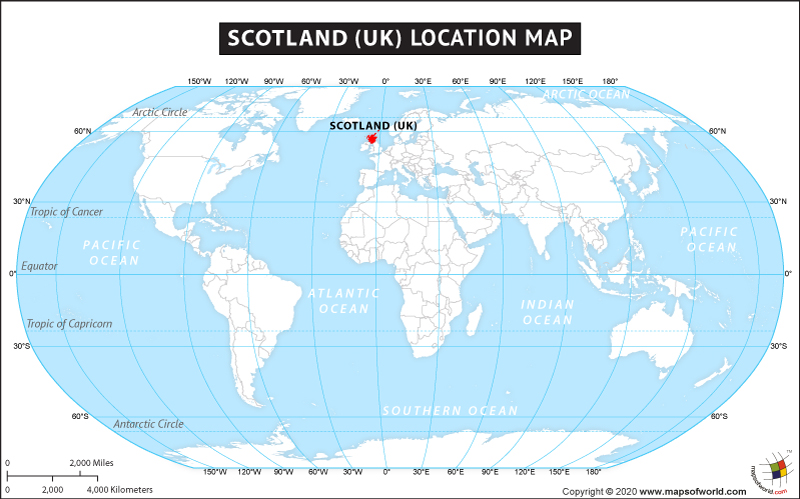 SCOTLAND (UK) LOCATION MAP
150°W 120°W 90°W 60°W 30°W 0° 30°E 60°E 90°E 120°E 150°E 180°
ARCTIC OCEAN
Arctic Circle
SCOTLAND (UK)
60°N 60°N
30°N 30°N
Tropic of Cancer
PACIFIC OCEAN
PACIFIC OCEAN
Equator
0° 0°
ATLANTIC OCEAN
INDIAN OCEAN
Tropic of Capricorn
30°S 30°S
SOUTHERN OCEAN
60°S 60°S
Antarctic Circle
0 2,000 Miles
0 2,000 4,000 Kilometers
150°W 120°W 90°W 60°W 30°W 0° 30°E 60°E 90°E 120°E 150°E 180°
mapsofworld.com
TM
Copyright © 2020 www.mapsofworld.com